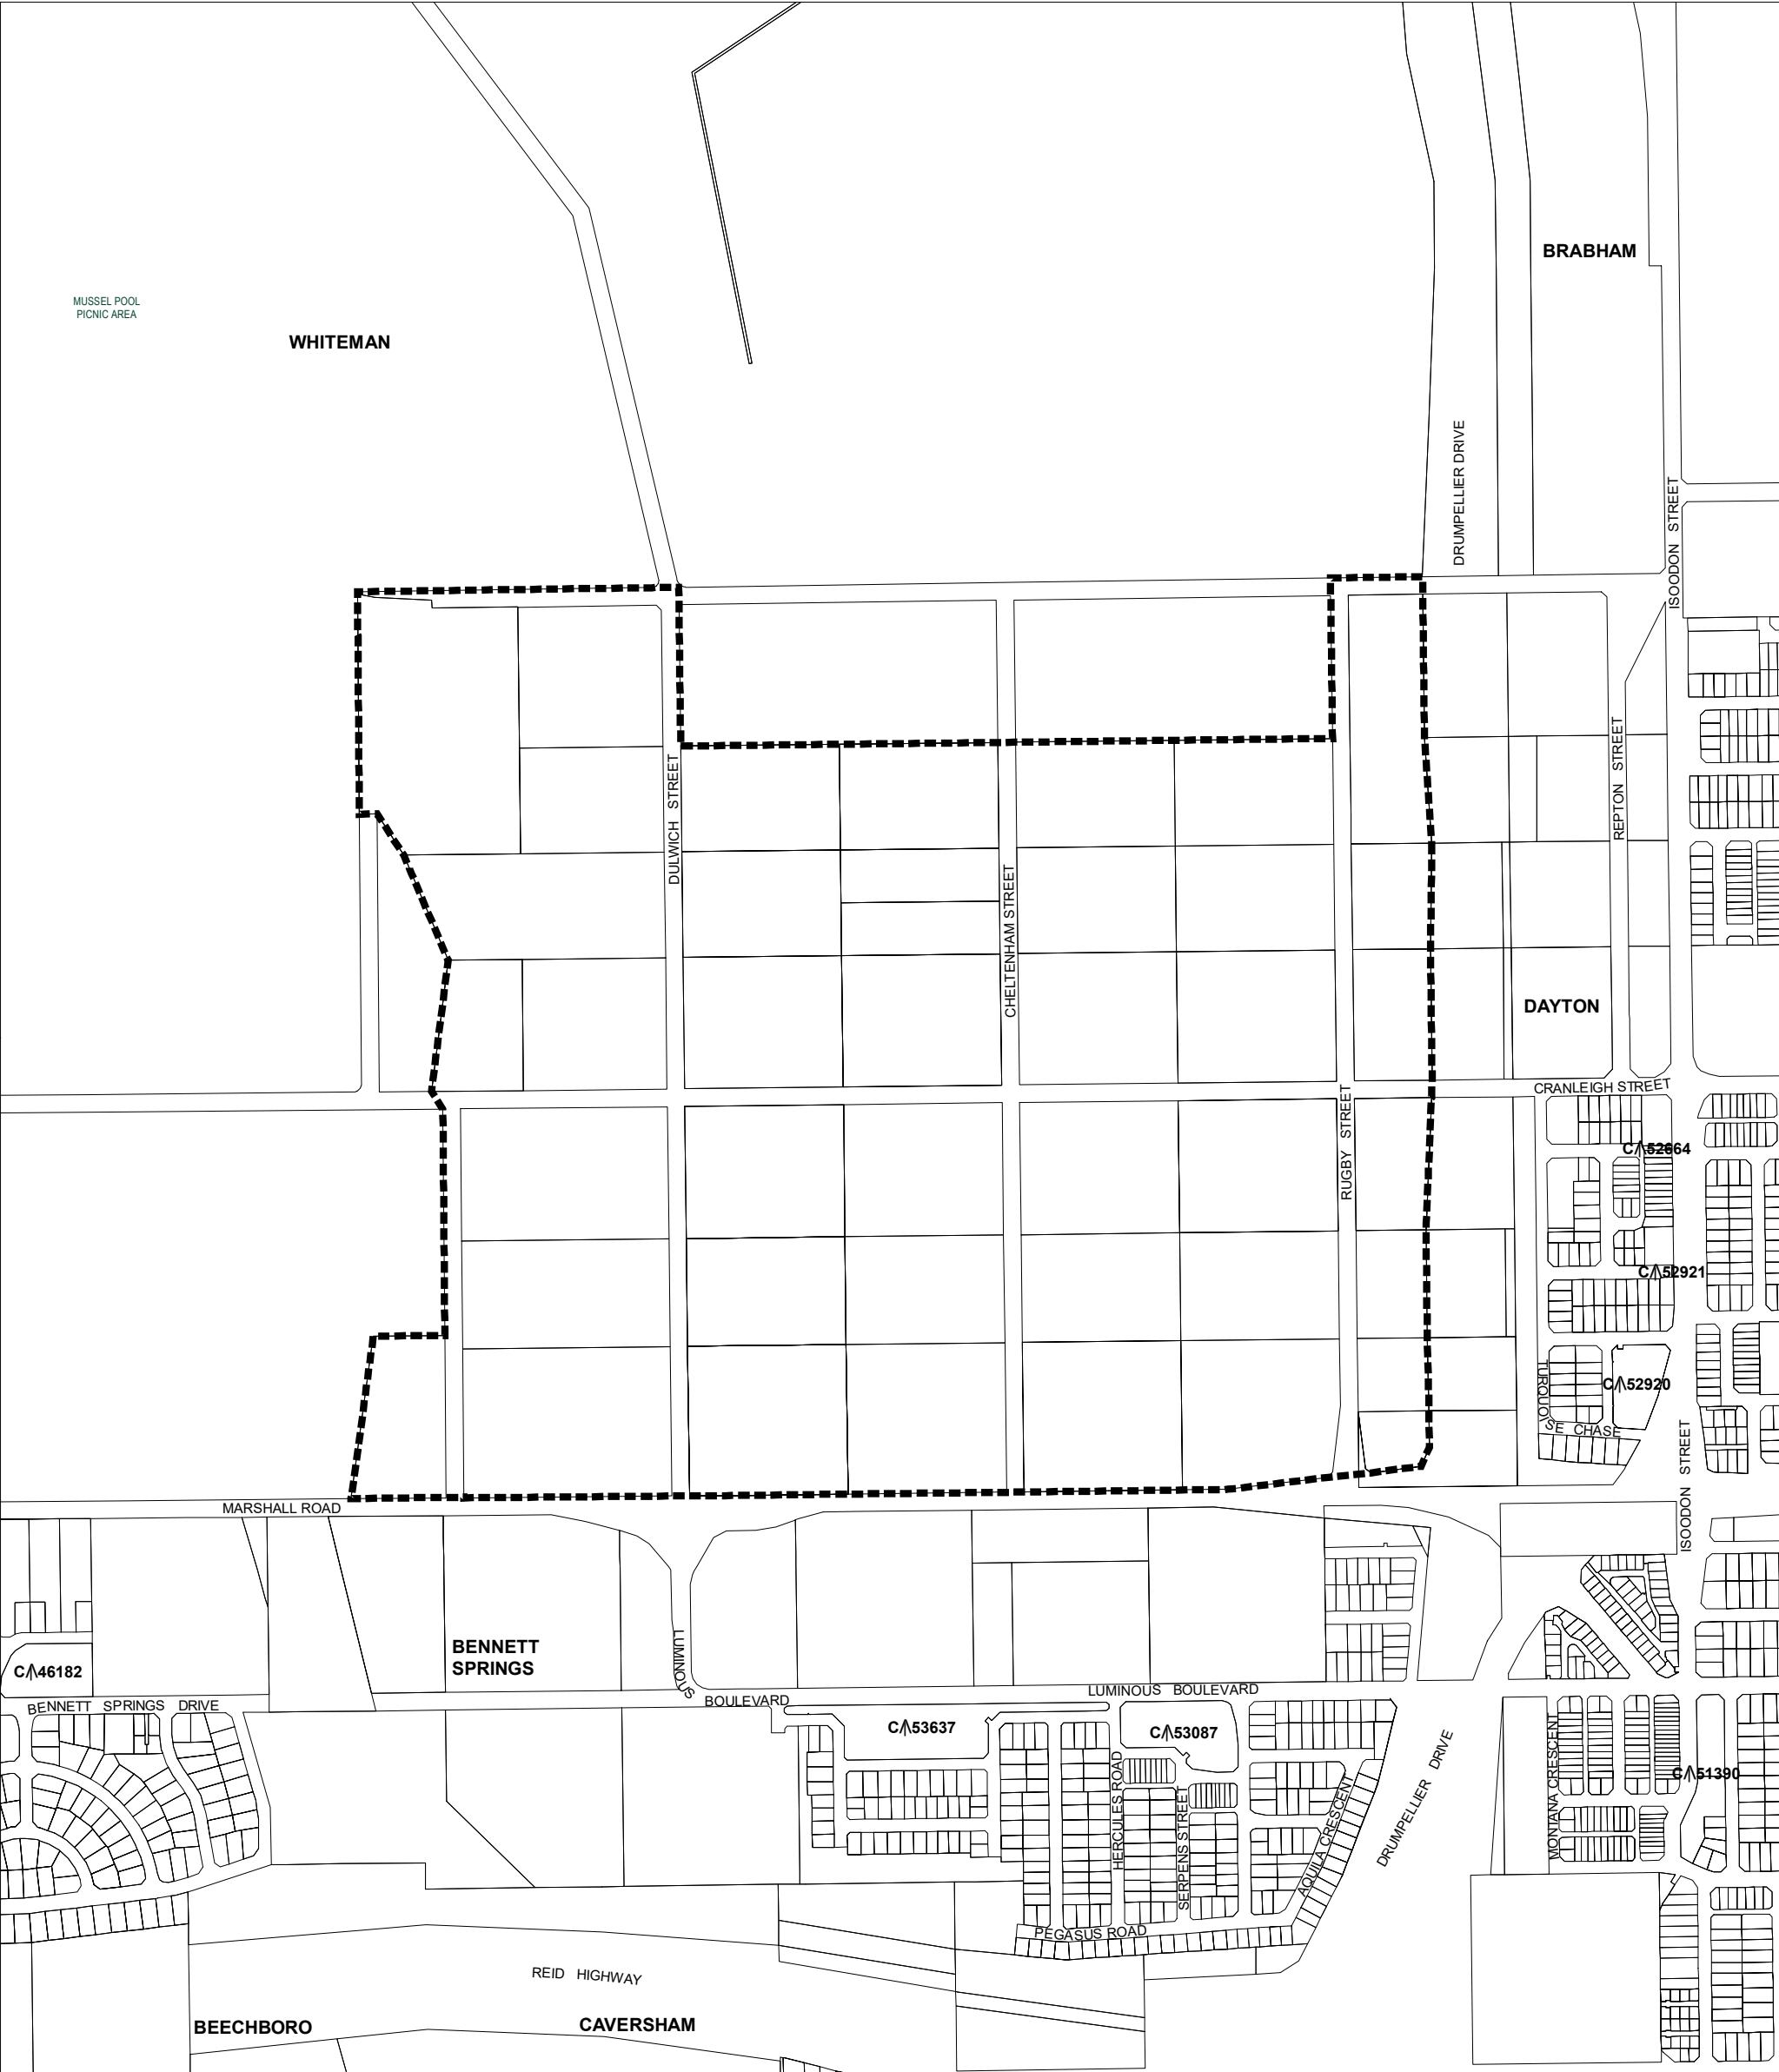 BRABHAM
MUSSEL POOL
PICNIC AREA
WHITEMAN
DRUMPELLIER DRIVE
ISOODON STREET
REPTON STREET
DULWICH STREET
CHELTENHAM STREET
DAYTON
CRANLEIGH STREET
RUGBY STREET
C/\52664
C/\52921
TURQUOI
SE CHASE
C/\52920
ISOODON STREET
MARSHALL ROAD
BENNETT
SPRINGS
LUMINOUS
BOULEVARD
C/\46182
BENNETT SPRINGS DRIVE
LUMINOUS BOULEVARD
C/\53637
C/\53087
HERCULES ROAD
SERPENS STREET
AQUILA CRESCENT
DRUMPELLIER DRIVE
MONTANA CRESCENT
C/\51390
PEGASUS ROAD
REID HIGHWAY
BEECHBORO
CAVERSHAM